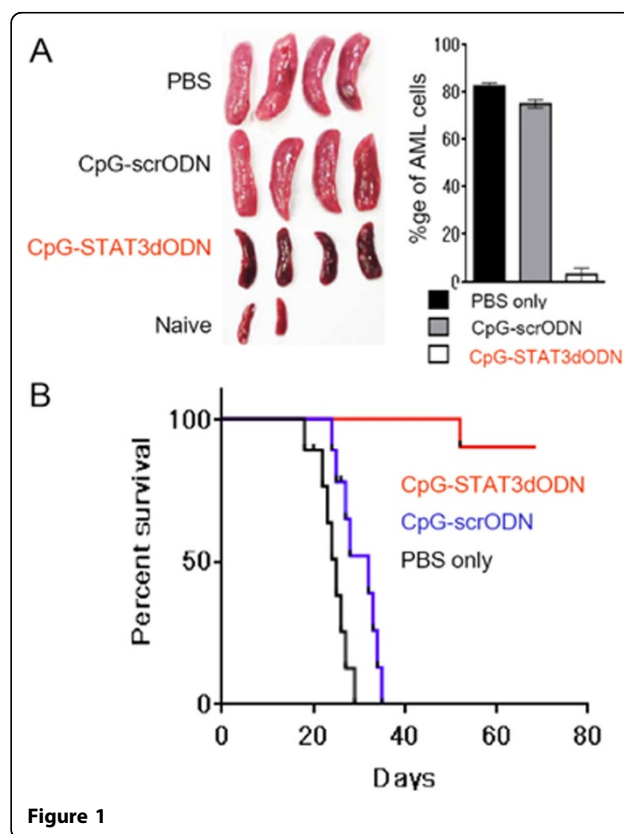 A
PBS
CpG-scrODN
CpG-STAT3dODN
Naive
%ge of AML cells
100
80
60
40
20
0
PBS only
CpG-scrODN
CpG-STAT3dODN
B
Percent survival
100
50
0
CpG-STAT3dODN
CpG-scrODN
PBS only
0 20 40 60 80
Days
Figure 1